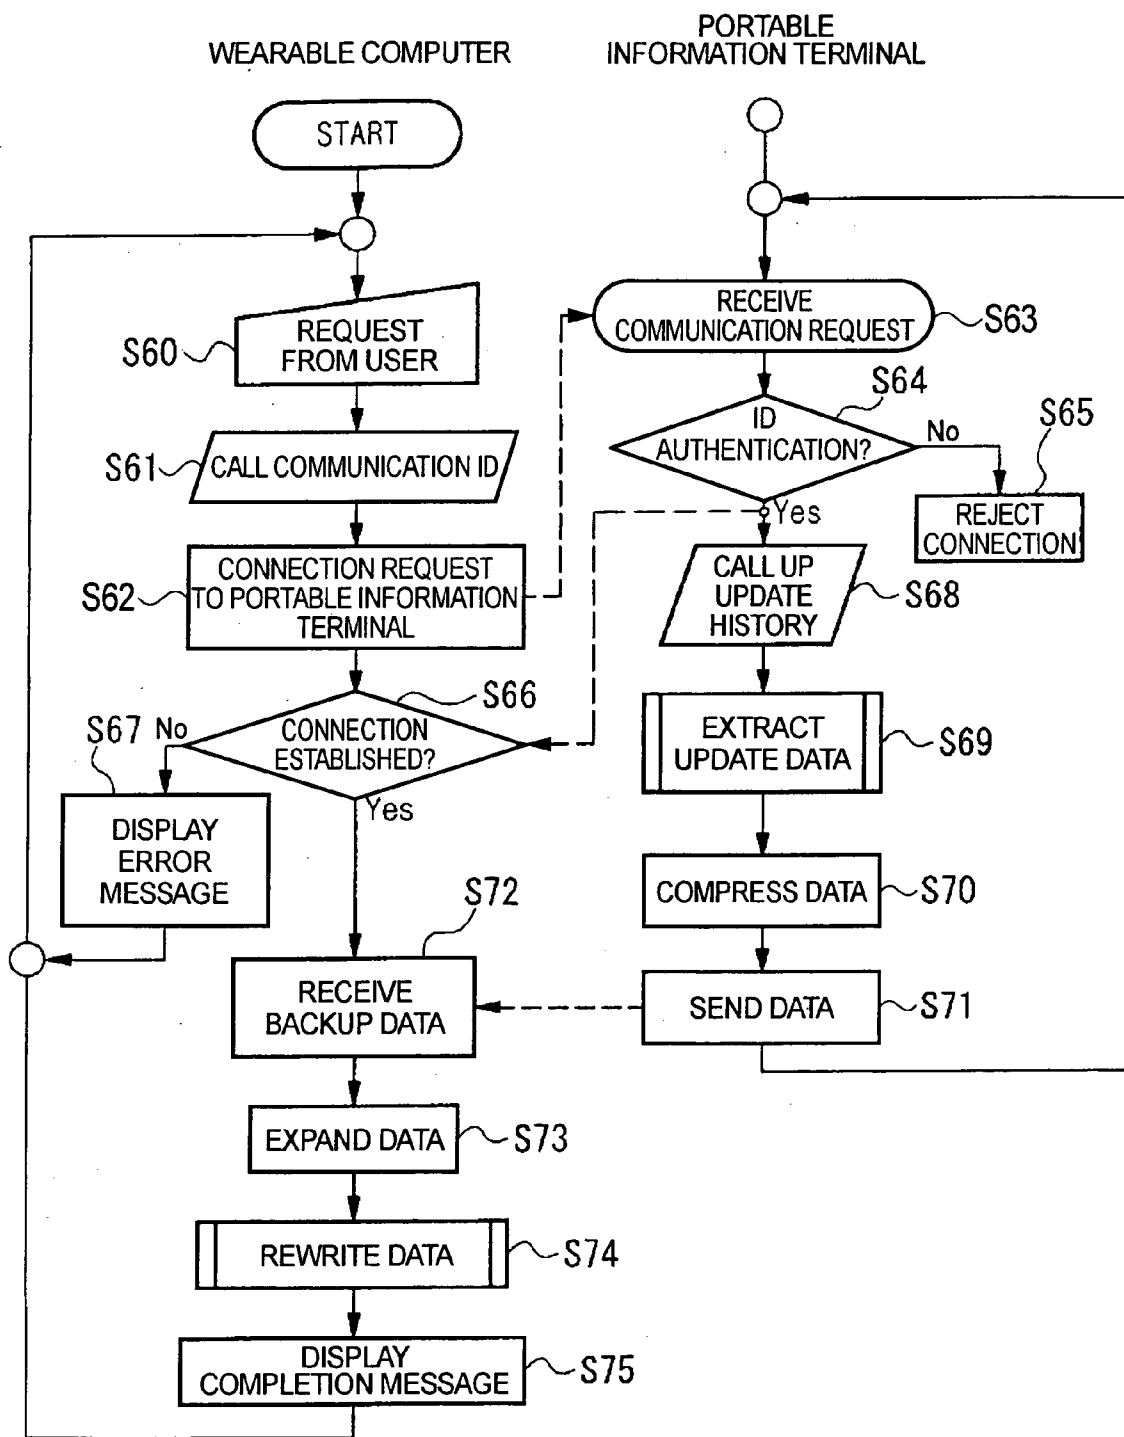 WEARABLE COMPUTER
PORTABLE
INFORMATION TERMINAL
START
REQUEST
FROM USER
S60
CALL COMMUNICATION ID
S61
CONNECTION REQUEST
TO PORTABLE INFORMATION
TERMINAL
S62
RECEIVE
COMMUNICATION REQUEST
S63
ID
AUTHENTICATION?
S64
No
Yes
S65
REJECT
CONNECTION
CALL UP
UPDATE
HISTORY
S68
CONNECTION
ESTABLISHED?
S66
No
Yes
S67
DISPLAY
ERROR
MESSAGE
EXTRACT
UPDATE DATA
S69
COMPRESS DATA
S70
SEND DATA
S71
S72
RECEIVE
BACKUP DATA
EXPAND DATA
S73
REWRITE DATA
S74
DISPLAY
COMPLETION MESSAGE
S75